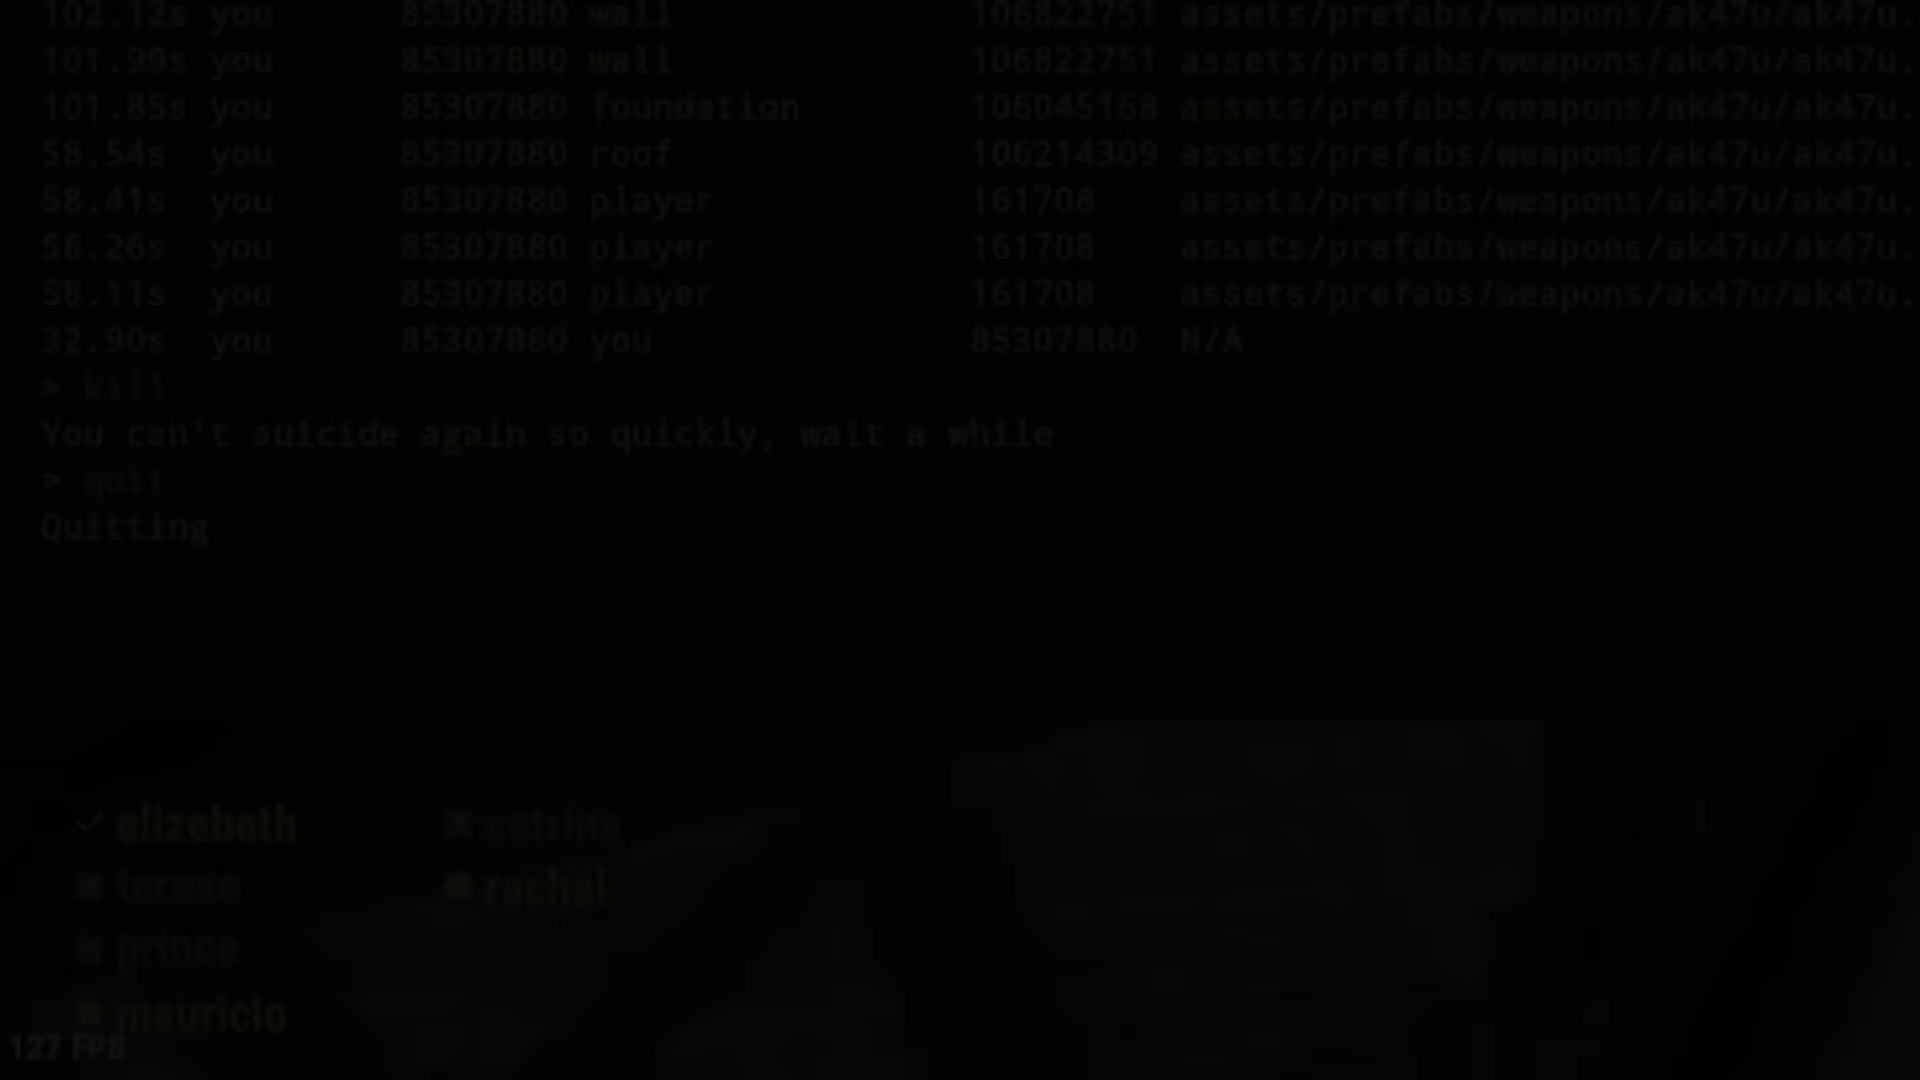 102.12s you 85307880 wall 106822751 assets/prefabs/weapons/ak47u/ak47u.
101.99s you 85307880 wall 106822751 assets/prefabs/weapons/ak47u/ak47u.
101.85s you 85307880 foundation 106045168 assets/prefabs/weapons/ak47u/ak47u.
58.54s you 85307880 roof 106214309 assets/prefabs/weapons/ak47u/ak47u.
58.41s you 85307880 player 161708 assets/prefabs/weapons/ak47u/ak47u.
58.26s you 85307880 player 161708 assets/prefabs/weapons/ak47u/ak47u.
58.11s you 85307880 player 161708 assets/prefabs/weapons/ak47u/ak47u.
32.90s you 85307880 you 85307880 N/A
> kill
You can't suicide again so quickly, wait a while
> quit
Quitting
elizebeth catrina
rachal
prince
mauricio
127 FPS